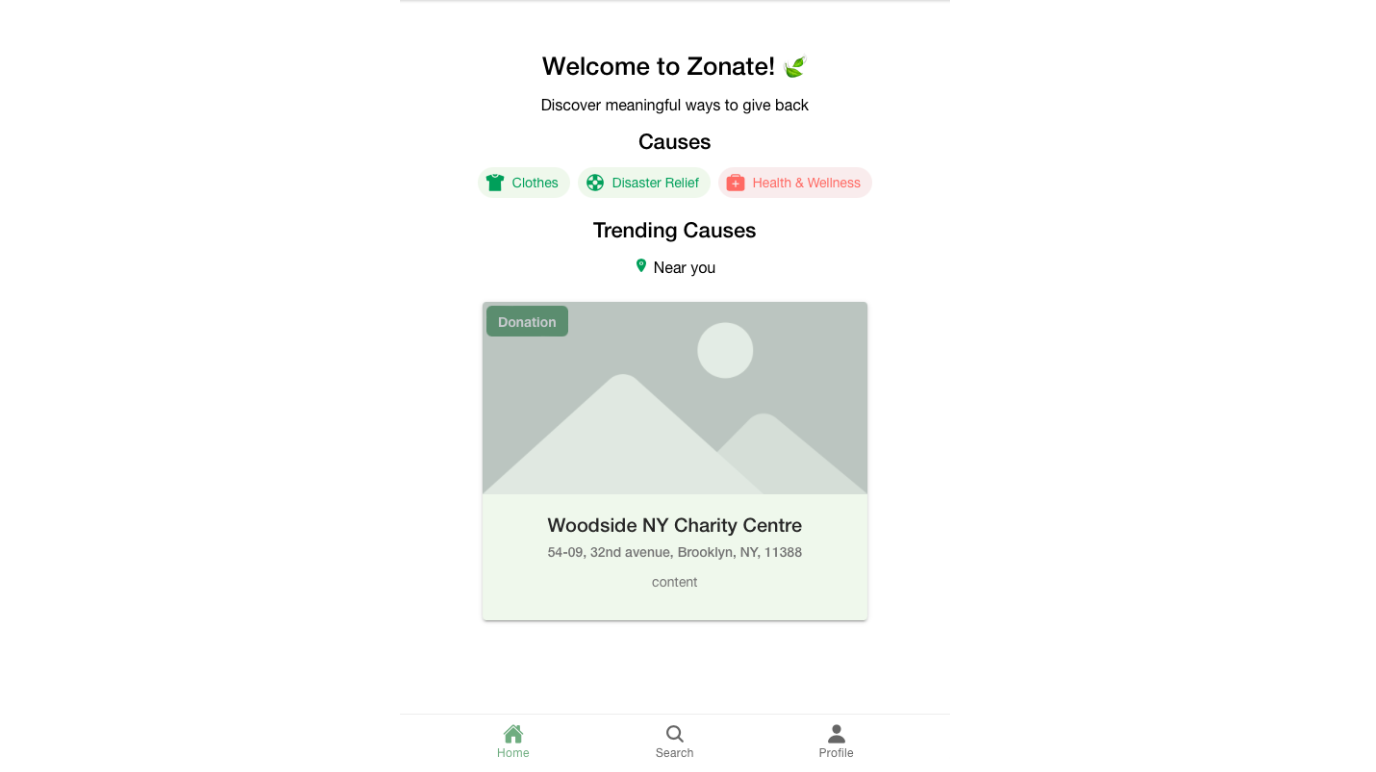 Welcome to Zonate! 🌿
Discover meaningful ways to give back
Causes
Clothes Disaster Relief Health & Wellness
Trending Causes
Near you
Donation
Woodside NY Charity Centre
54-09, 32nd avenue, Brooklyn, NY, 11388
content
Home Search Profile